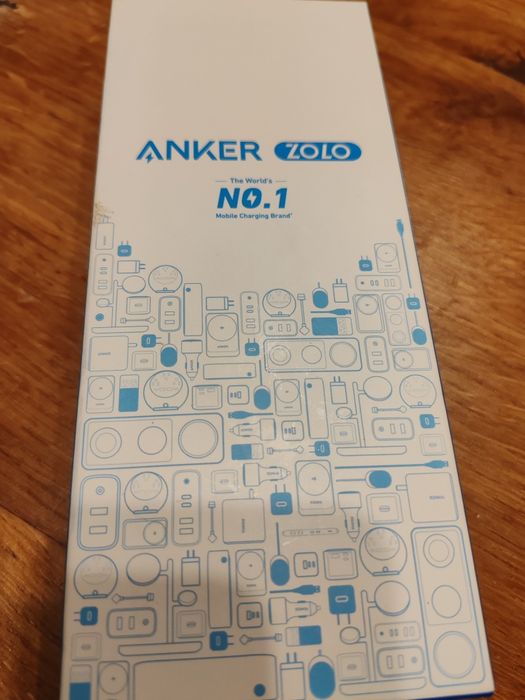 ANKER ZOLO
The World's
NO.1
Mobile Charging Brand*